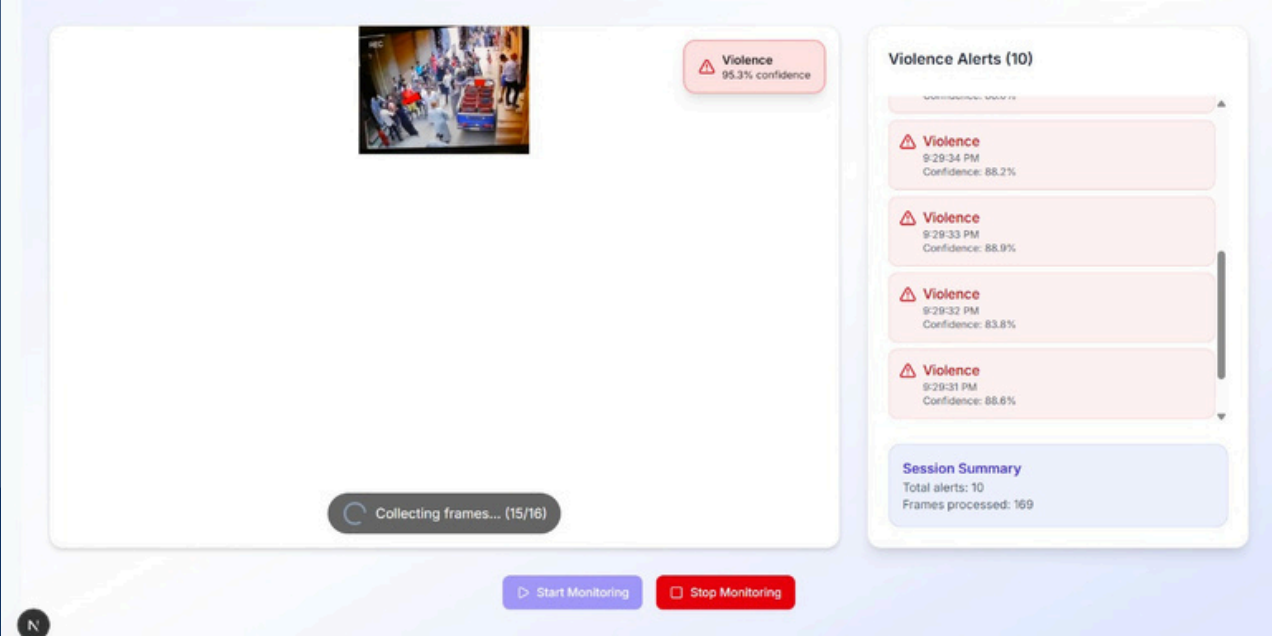 REC
Violence
95.3% confidence
Collecting frames... (15/16)
Start Monitoring
Stop Monitoring
Violence Alerts (10)
Violence
9:29:34 PM
Confidence: 88.2%
Violence
9:29:33 PM
Confidence: 88.9%
Violence
9:29:32 PM
Confidence: 83.8%
Violence
9:29:31 PM
Confidence: 88.6%
Session Summary
Total alerts: 10
Frames processed: 169
N